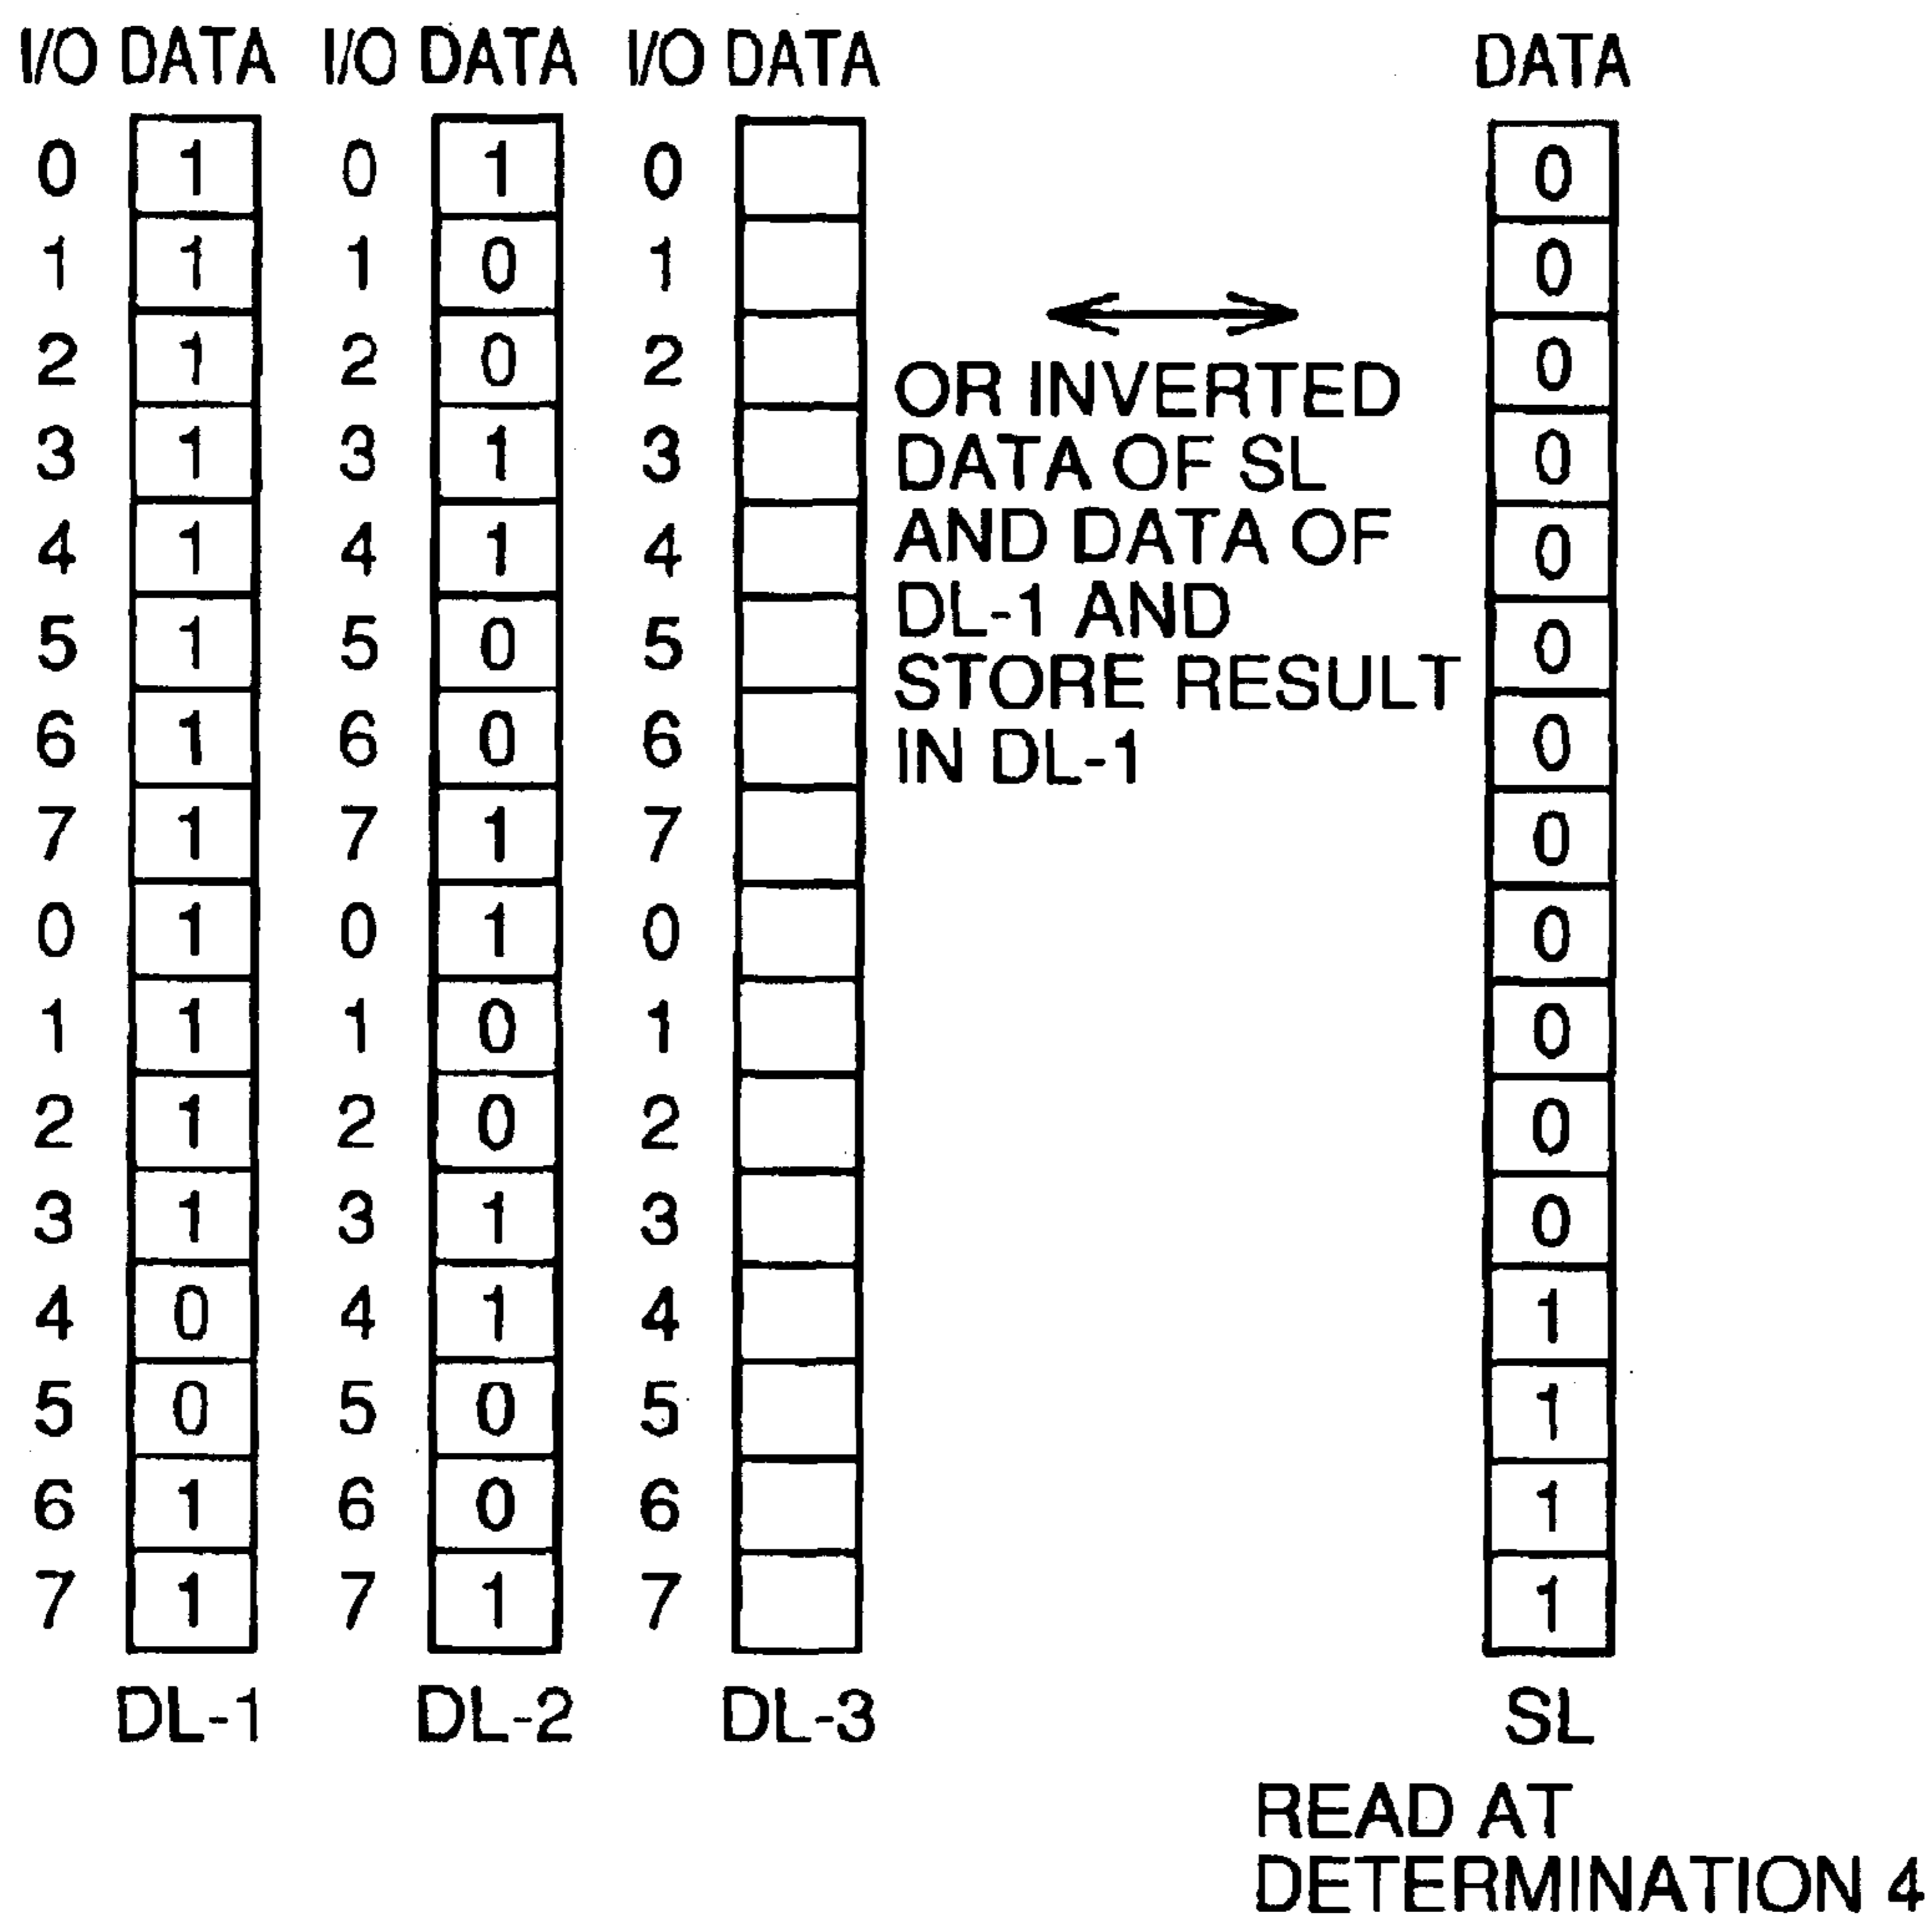 I/O DATA I/O DATA I/O DATA DATA
0 1 0 1 0 0
1 1 1 0 1 0
2 1 2 0 2 0
OR INVERTED
3 1 3 1 3 0
DATA OF SL
4 1 4 1 4 0
AND DATA OF
DL-1 AND
5 1 5 0 5 0
STORE RESULT
6 1 6 0 6 0
IN DL-1
7 1 7 1 7 0
0 1 0 1 0 0
1 1 1 0 1 0
2 1 2 0 2 0
3 1 3 1 3 0
4 0 4 1 4 1
5 0 5 0 5 1
6 1 6 0 6 1
7 1 7 1 7 1
DL-1 DL-2 DL-3 SL
READ AT
DETERMINATION 4